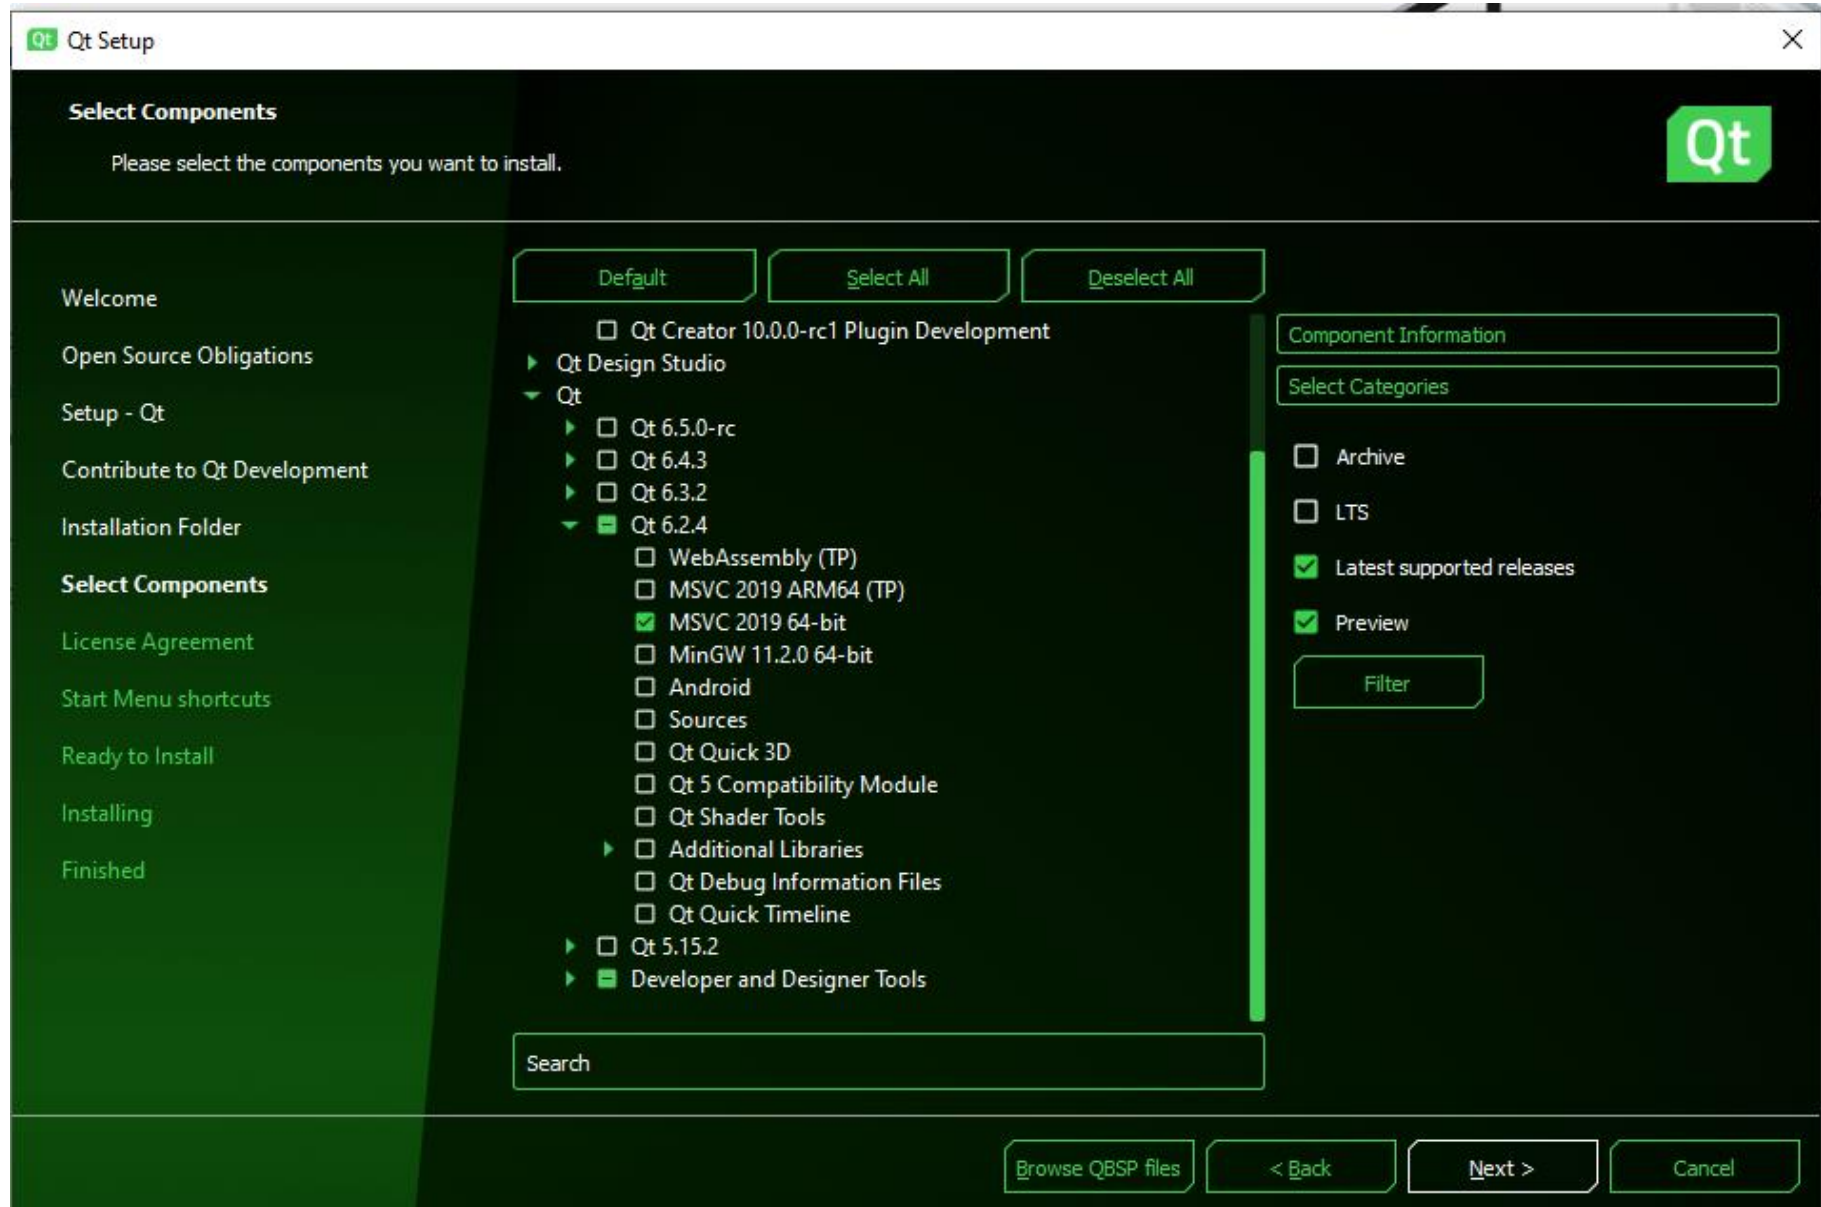 Qt Qt Setup
Select Components
Please select the components you want to install.
Qt
Welcome
Open Source Obligations
Setup - Qt
Contribute to Qt Development
Installation Folder
Select Components
License Agreement
Start Menu shortcuts
Ready to Install
Installing
Finished
Default Select All Deselect All
Qt Creator 10.0.0-rc1 Plugin Development
Qt Design Studio
Qt
Qt 6.5.0-rc
Qt 6.4.3
Qt 6.3.2
Qt 6.2.4
WebAssembly (TP)
MSVC 2019 ARM64 (TP)
MSVC 2019 64-bit
MinGW 11.2.0 64-bit
Android
Sources
Qt Quick 3D
Qt 5 Compatibility Module
Qt Shader Tools
Additional Libraries
Qt Debug Information Files
Qt Quick Timeline
Qt 5.15.2
Developer and Designer Tools
Search
Component Information
Select Categories
Archive
LTS
Latest supported releases
Preview
Filter
Browse QBSP files < Back Next > Cancel